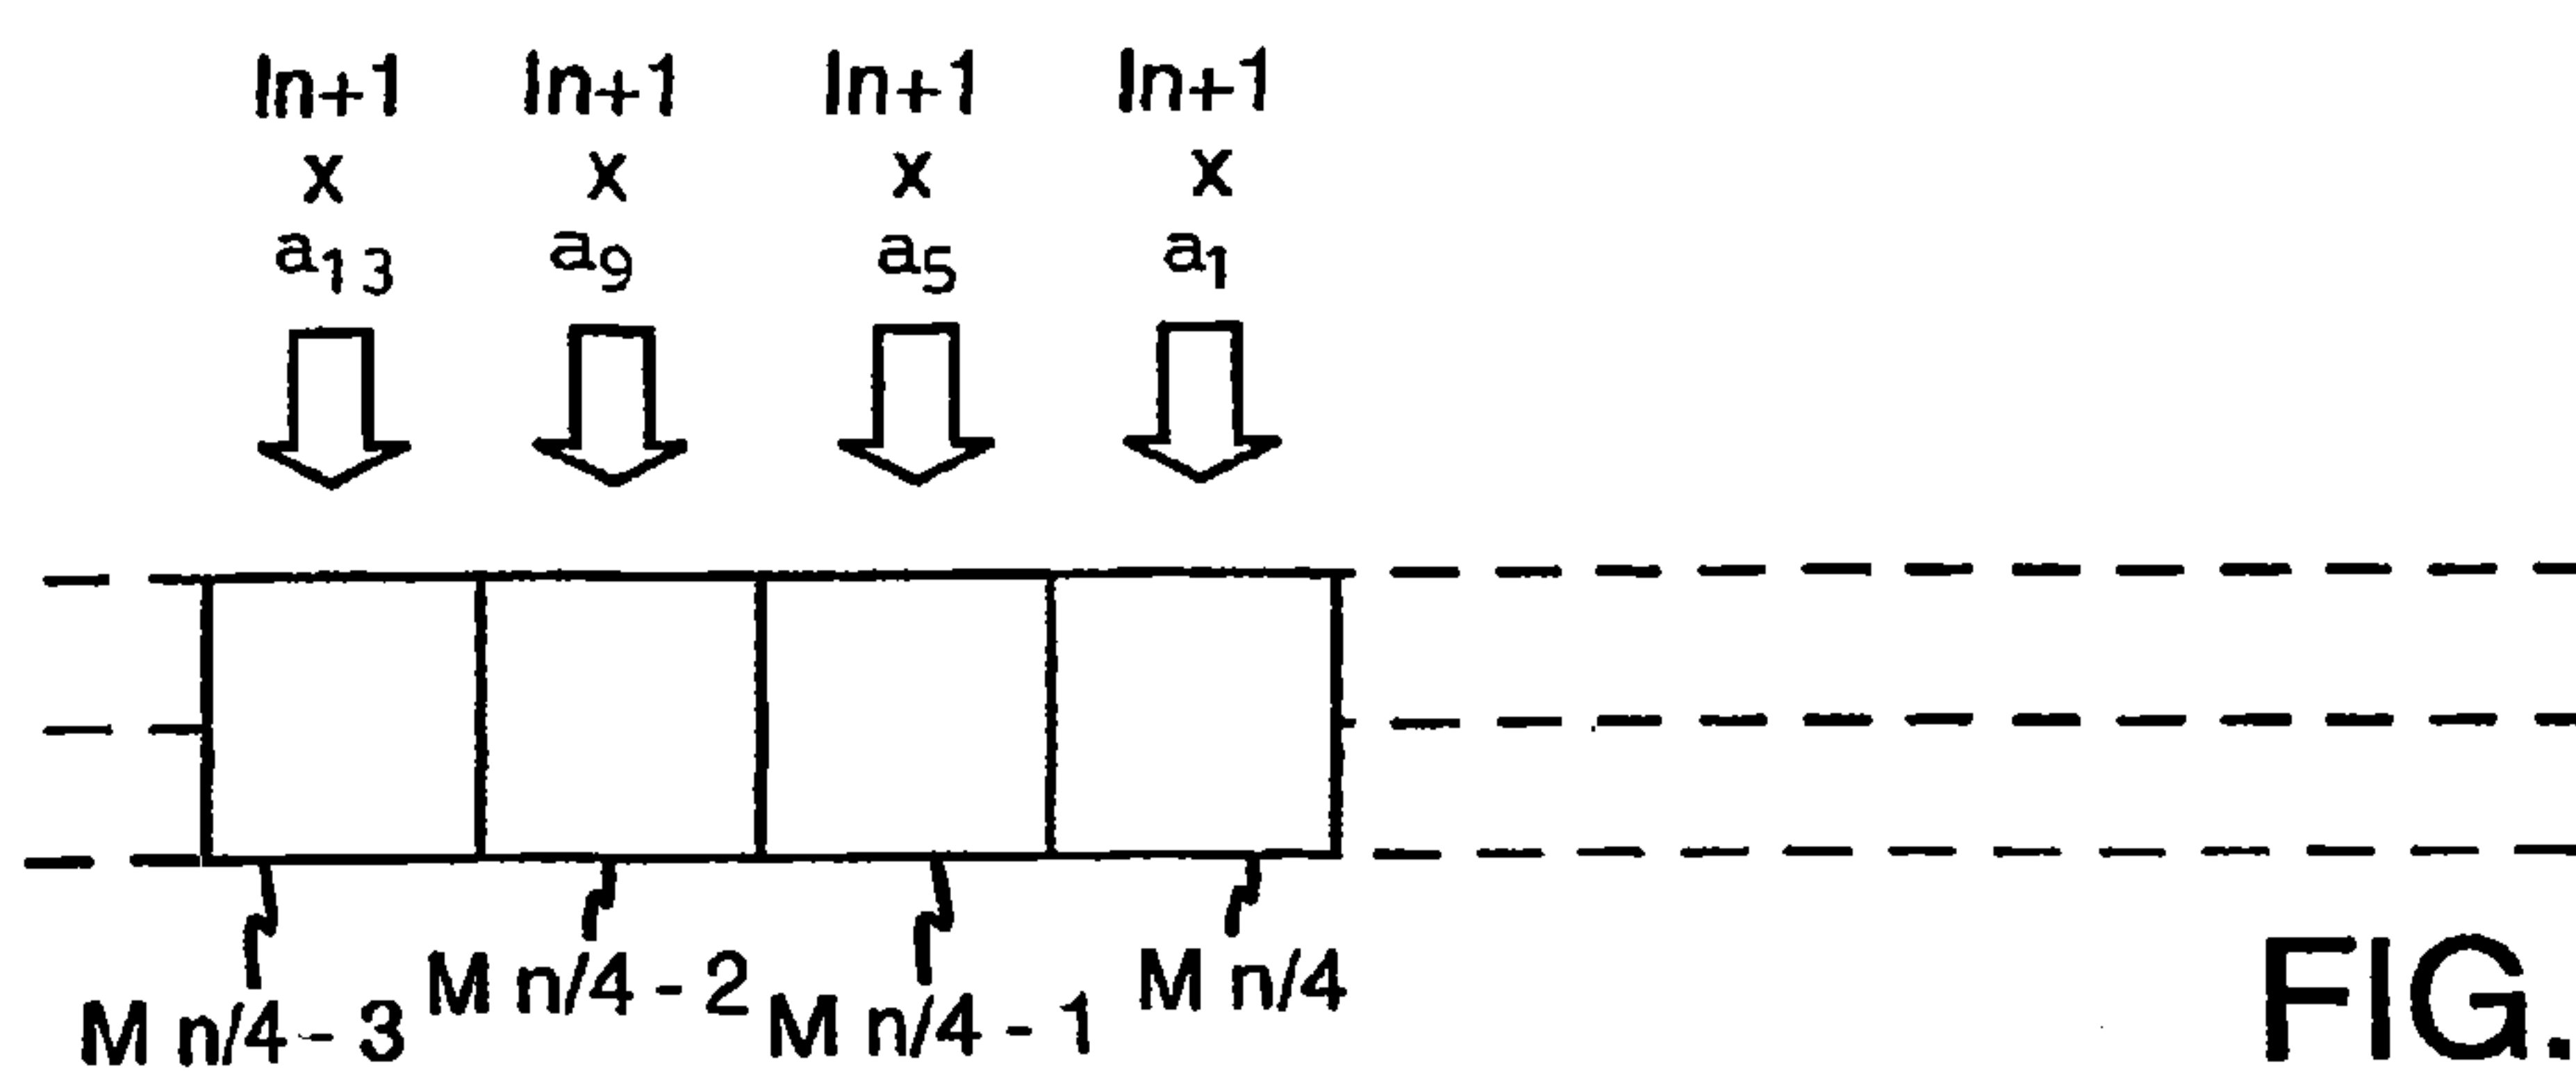 In+1 In+1 In+1 In+1
x x x x
a13 a9 a5 a1
M n/4 - 3 M n/4 - 2 M n/4 - 1 M n/4
FIG.